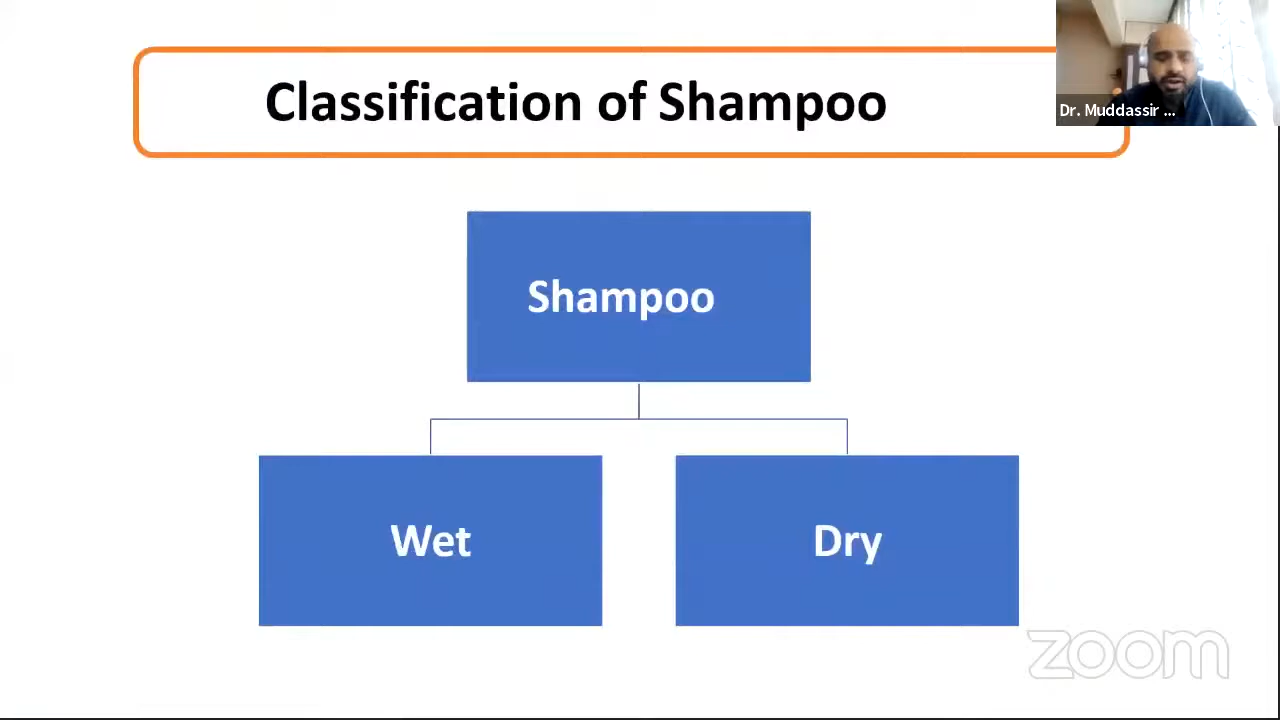 Classification of Shampoo
Dr. Muddassir ...
Shampoo
Wet
Dry
zoom